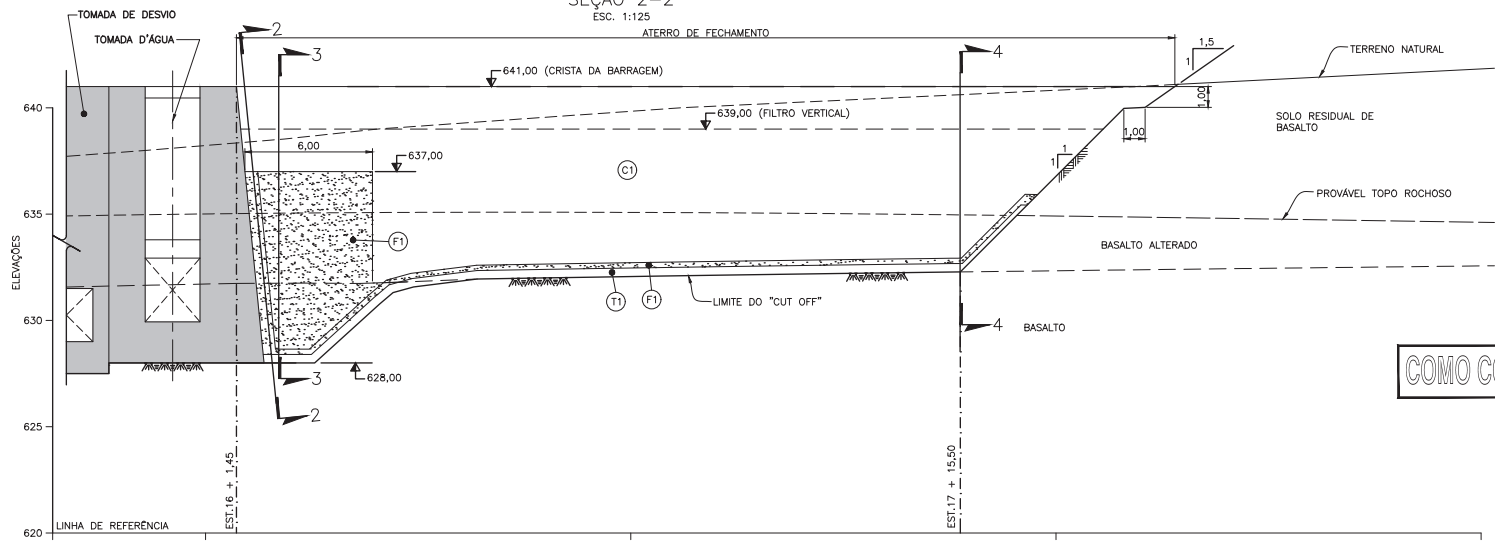 SEÇÃO 2-2
ESC. 1:125
TOMADA DE DESVIO
TOMADA D'ÁGUA
2
3
ATERRO DE FECHAMENTO
4
1,5
1
TERRENO NATURAL
641,00 (CRISTA DA BARRAGEM)
640
1,00
639,00 (FILTRO VERTICAL)
SOLO RESIDUAL DE
BASALTO
1,00
6,00
637,00
1
1
C1
PROVÁVEL TOPO ROCHOSO
635
F1
BASALTO ALTERADO
ELEVAÇÕES
T1
F1
LIMITE DO "CUT OFF"
630
4
BASALTO
3
628,00
COMO
2
625
EST.16 + 1,45
EST.17 + 15,50
620
LINHA DE REFERÊNCIA